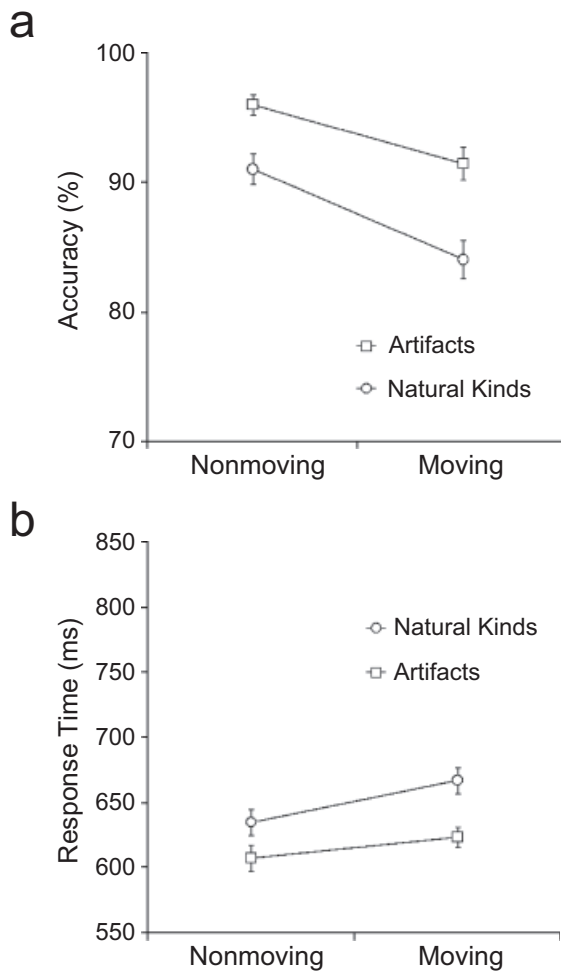 a
100
90
80
70
Accuracy (%)
Artifacts
Natural Kinds
Nonmoving
Moving
b
850
800
750
700
650
600
550
Response Time (ms)
Natural Kinds
Artifacts
Nonmoving
Moving